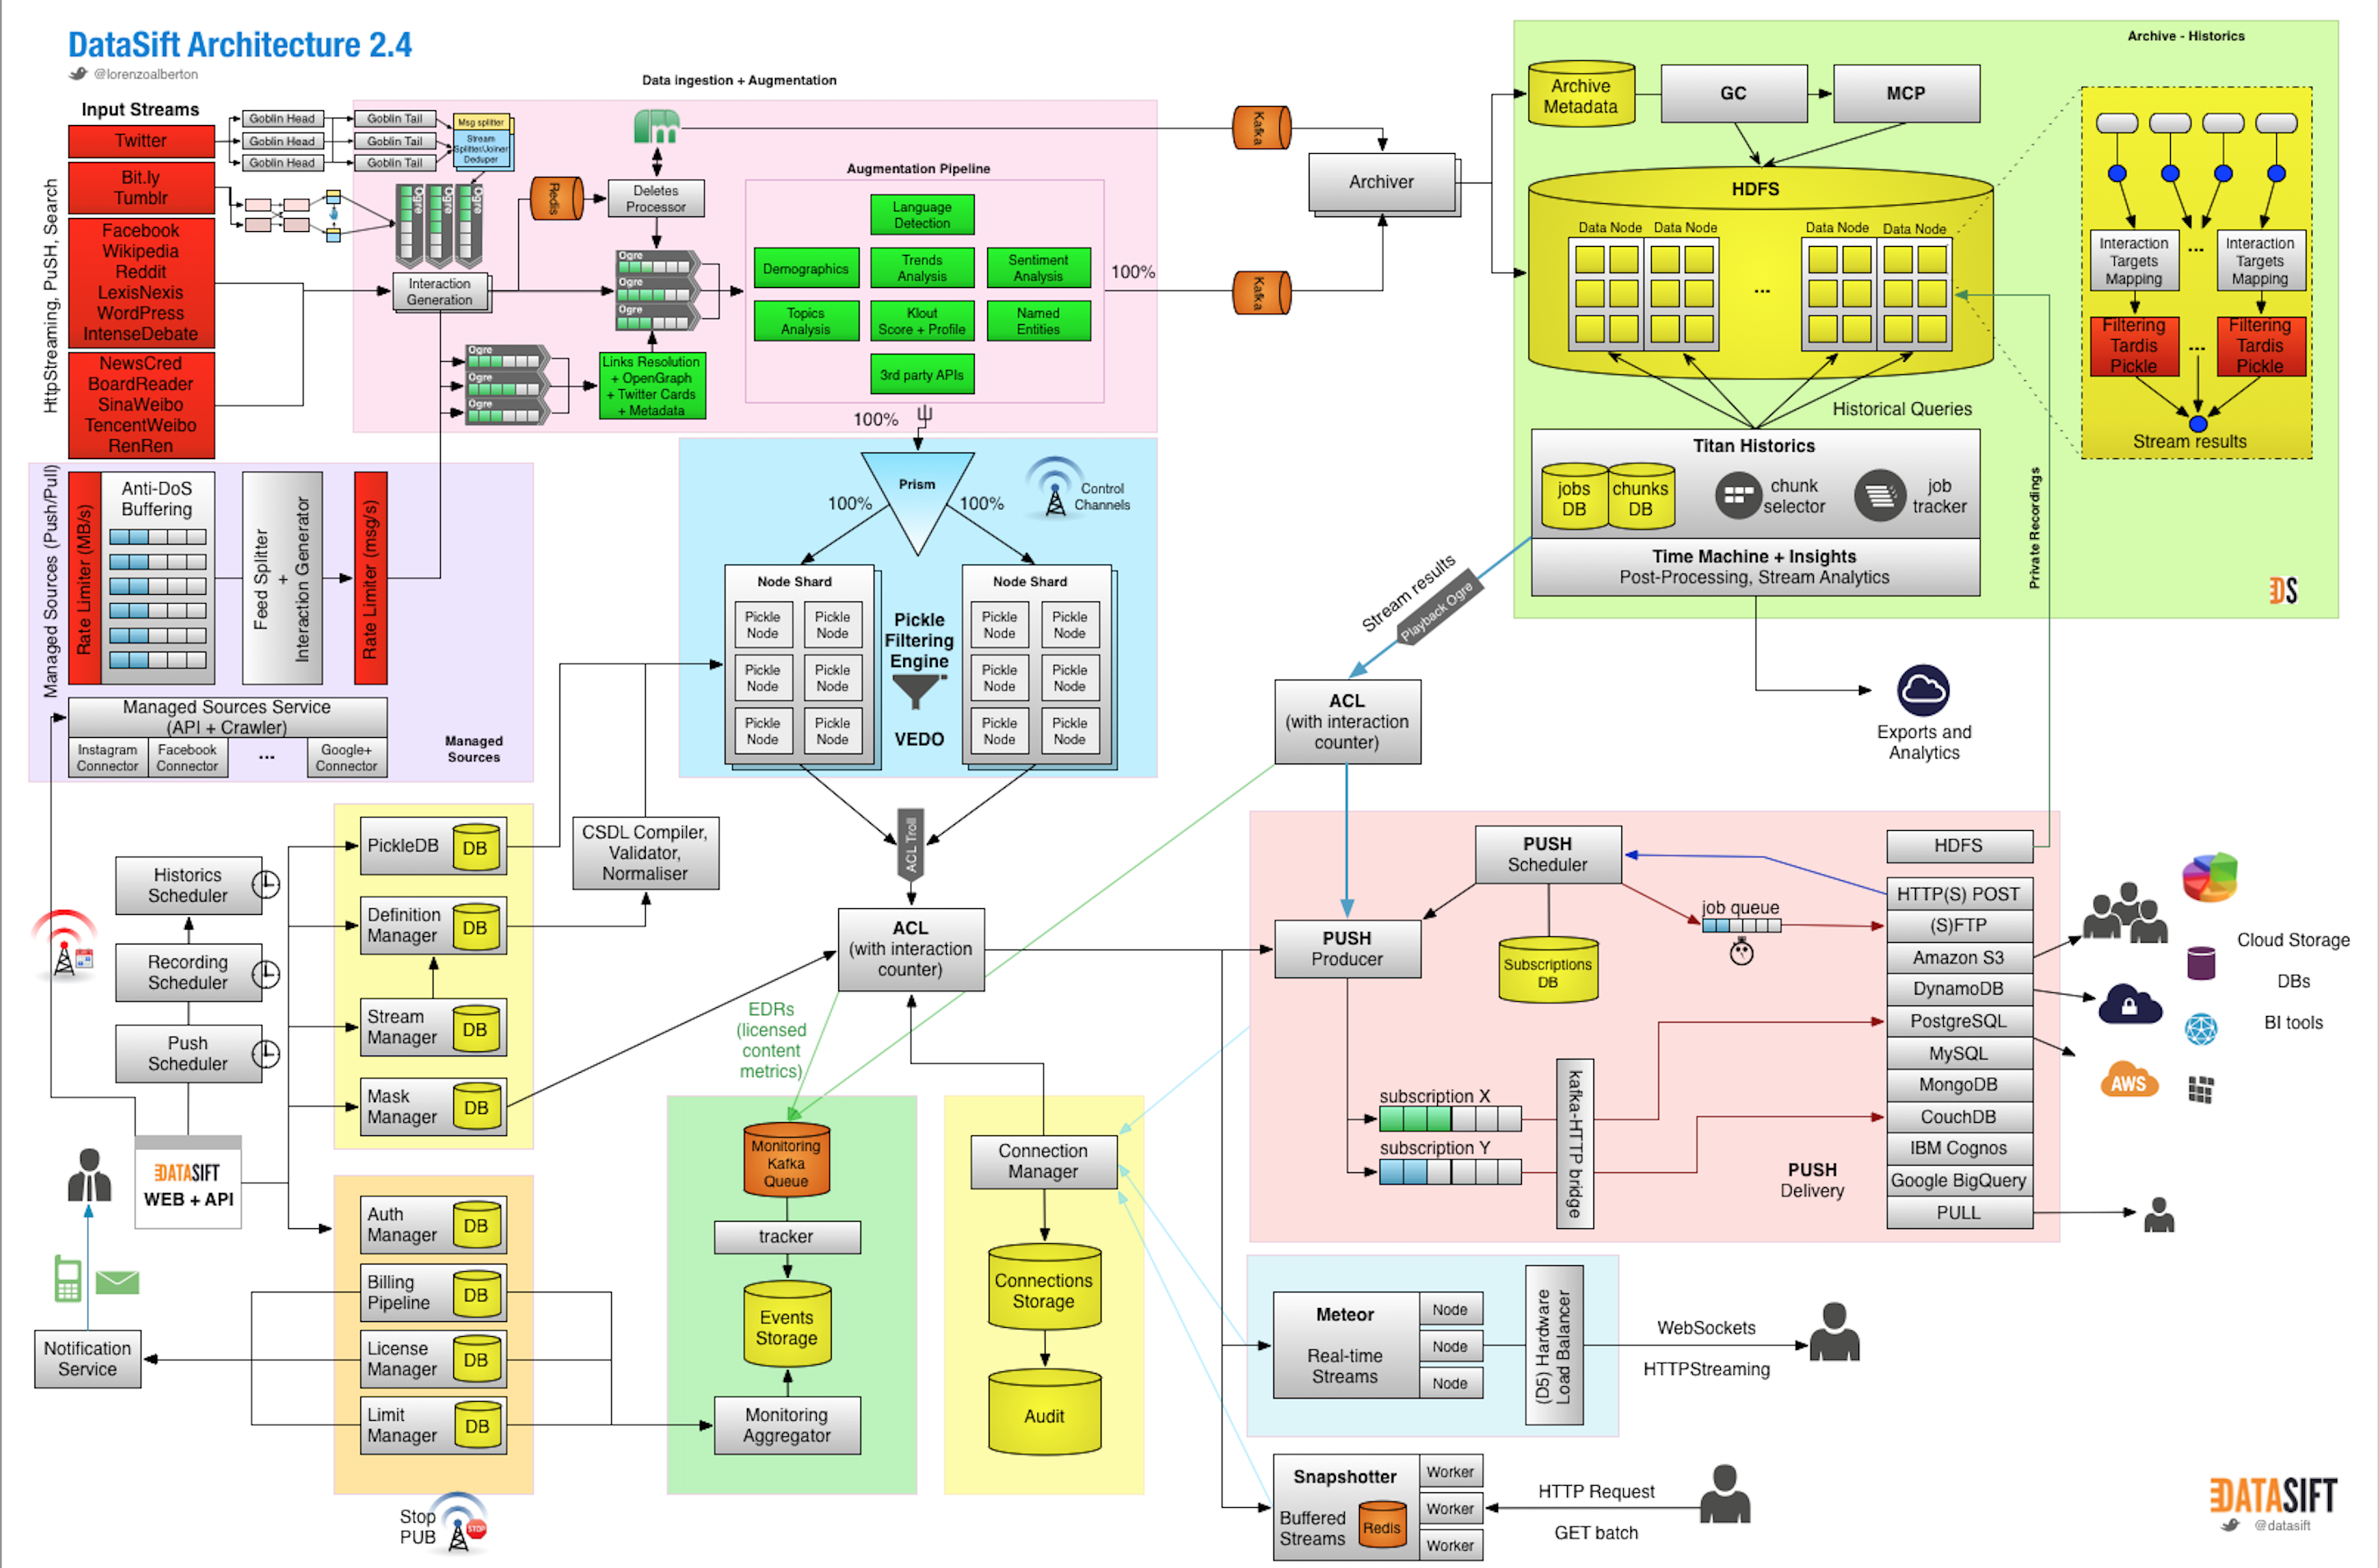 DataSift Architecture 2.4
@lorenzoalberton
Input Streams
HttpStreaming, PuSH, Search
Twitter
Bit.ly
Tumblr
Facebook
Wikipedia
Reddit
LexisNexis
WordPress
IntenseDebate
NewsCred
BoardReader
SinaWeibo
TencentWeibo
RenRen
Data ingestion + Augmentation
Goblin Head
Goblin Tail
Goblin Head
Goblin Tail
Goblin Head
Goblin Tail
Msg splitter
Stream
Splitter/Joiner
Deduper
Ogre
Ogre
Ogre
Interaction
Generation
Redis
Deletes
Processor
Ogre
Ogre
Ogre
Ogre
Ogre
Ogre
Links Resolution
+ OpenGraph
+ Twitter Cards
+ Metadata
Augmentation Pipeline
Language
Detection
Demographics
Trends
Analysis
Sentiment
Analysis
Topics
Analysis
Klout
Score + Profile
Named
Entities
3rd party APIs
100%
100%
Kafka
Kafka
Archiver
Archive - Historics
Archive
Metadata
GC
MCP
HDFS
Data Node
Data Node
...
Data Node
Data Node
Historical Queries
Titan Historics
jobs
DB
chunks
DB
chunk
selector
job
tracker
Time Machine + Insights
Post-Processing, Stream Analytics
Interaction
Targets
Mapping
...
Interaction
Targets
Mapping
Filtering
Tardis
Pickle
...
Filtering
Tardis
Pickle
Stream results
Private Recordings
DS
Stream results
Playback Ogre
Exports and
Analytics
Managed Sources (Push/Pull)
Rate Limiter (MB/s)
Anti-DoS
Buffering
Feed Splitter
+
Interaction Generator
Rate Limiter (msg/s)
Managed Sources Service
(API + Crawler)
Instagram
Connector
Facebook
Connector
...
Google+
Connector
Managed
Sources
Prism
100%
100%
Control
Channels
Node Shard
Pickle
Node
Pickle
Node
Pickle
Node
Pickle
Node
Pickle
Node
Pickle
Node
Pickle
Filtering
Engine
VEDO
Node Shard
Pickle
Node
Pickle
Node
Pickle
Node
Pickle
Node
Pickle
Node
Pickle
Node
ACL Troll
ACL
(with interaction
counter)
ACL
(with interaction
counter)
Historics
Scheduler
Recording
Scheduler
Push
Scheduler
DATASIFT
WEB + API
PickleDB
DB
Definition
Manager
DB
Stream
Manager
DB
Mask
Manager
DB
CSDL Compiler,
Validator,
Normaliser
Auth
Manager
DB
Billing
Pipeline
DB
License
Manager
DB
Limit
Manager
DB
Notification
Service
Stop
PUB
STOP
EDRs
(licensed
content
metrics)
Monitoring
Kafka
Queue
tracker
Events
Storage
Monitoring
Aggregator
Connection
Manager
Connections
Storage
Audit
PUSH
Scheduler
PUSH
Producer
Subscriptions
DB
job queue
subscription X
subscription Y
kafka-HTTP bridge
PUSH
Delivery
HDFS
HTTP(S) POST
(S)FTP
Amazon S3
DynamoDB
PostgreSQL
MySQL
MongoDB
CouchDB
IBM Cognos
Google BigQuery
PULL
Cloud Storage
DBs
BI tools
AWS
Meteor
Real-time
Streams
Node
Node
Node
(D5) Hardware
Load Balancer
WebSockets
HTTPStreaming
Snapshotter
Buffered
Streams
Redis
Worker
Worker
Worker
HTTP Request
GET batch
DATASIFT
@datasift